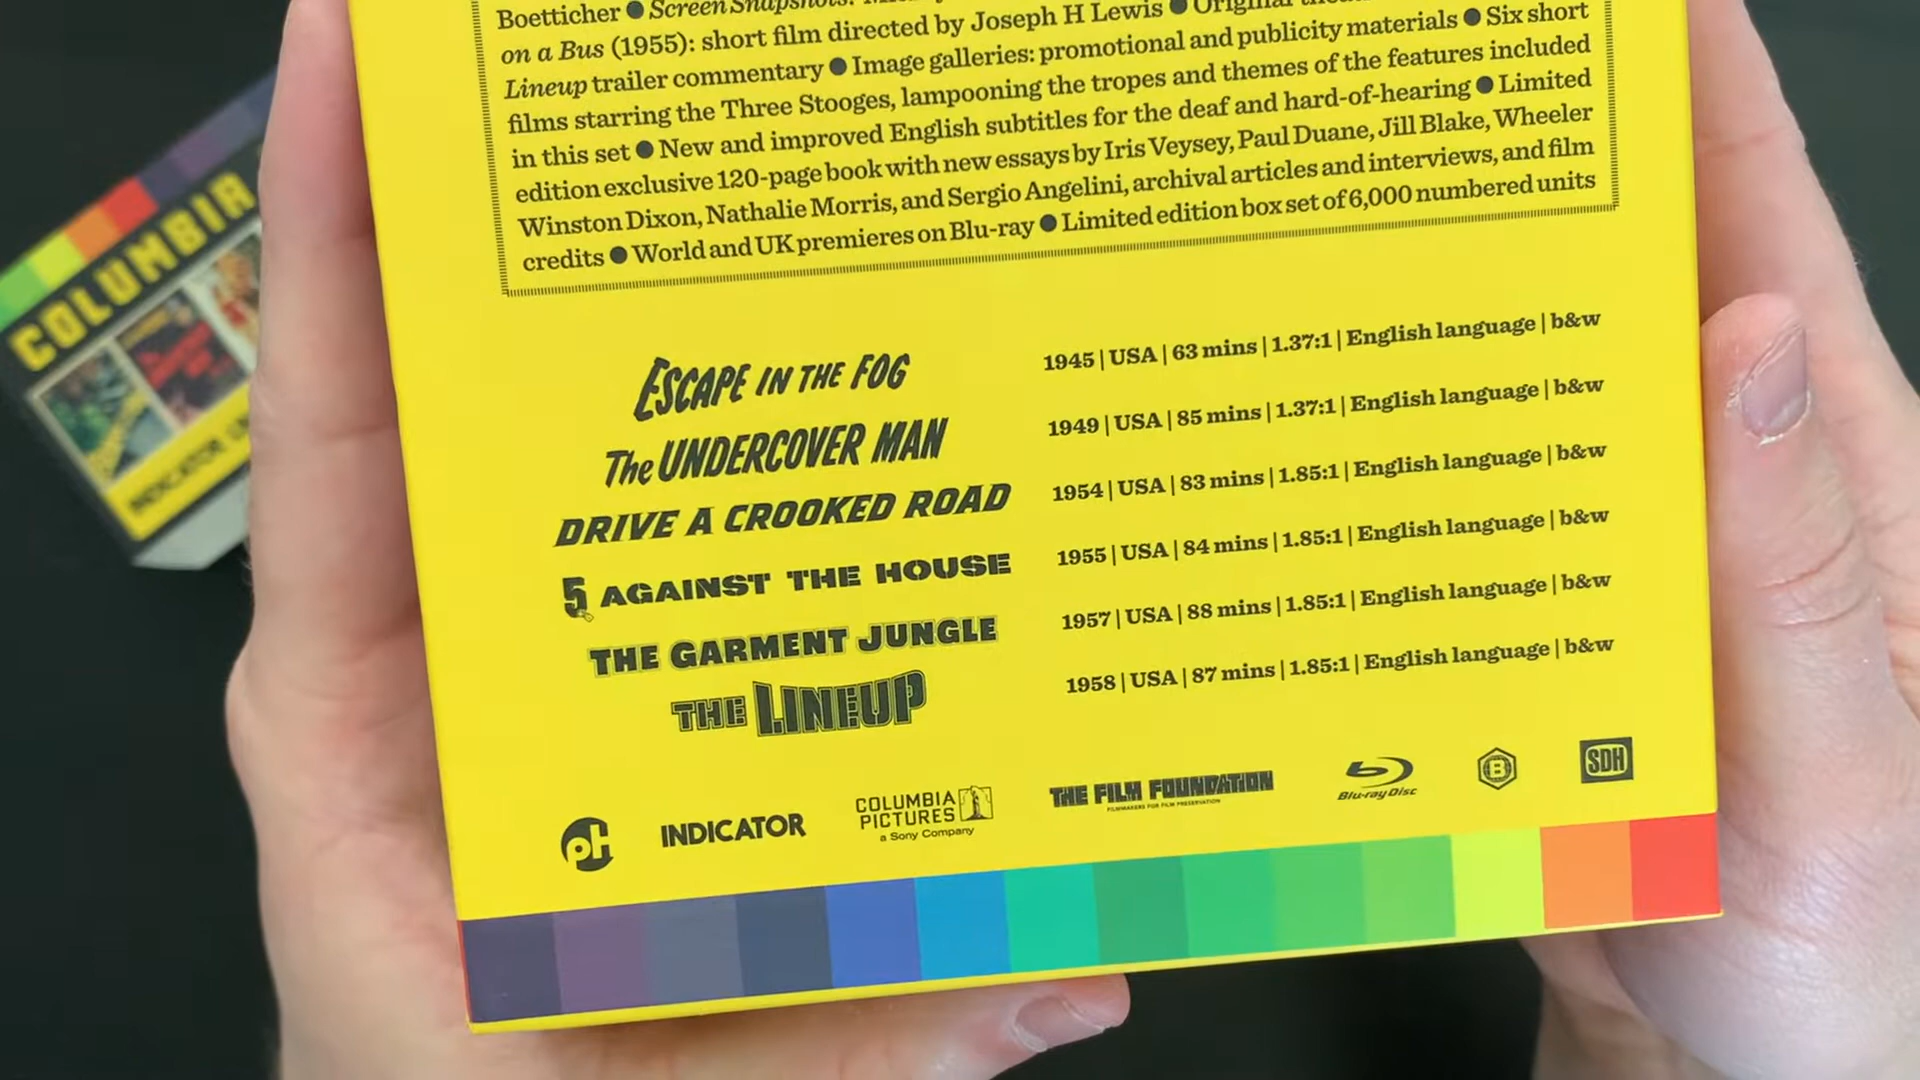 Boetticher ● Screen Snapshots:
on a Bus (1955): short film directed by Joseph H Lewis ● Original
Lineup trailer commentary ● Image galleries: promotional and publicity materials ● Six short
films starring the Three Stooges, lampooning the tropes and themes of the features included
in this set ● New and improved English subtitles for the deaf and hard-of-hearing ● Limited
edition exclusive 120-page book with new essays by Iris Veysey, Paul Duane, Jill Blake, Wheeler
Winston Dixon, Nathalie Morris, and Sergio Angelini, archival articles and interviews, and film
credits ● World and UK premieres on Blu-ray ● Limited edition box set of 6,000 numbered units
ESCAPE IN THE FOG 1945 | USA | 63 mins | 1.37:1 | English language | b&w
The UNDERCOVER MAN 1949 | USA | 85 mins | 1.37:1 | English language | b&w
DRIVE A CROOKED ROAD 1954 | USA | 83 mins | 1.85:1 | English language | b&w
5 AGAINST THE HOUSE 1955 | USA | 84 mins | 1.85:1 | English language | b&w
THE GARMENT JUNGLE 1957 | USA | 88 mins | 1.85:1 | English language | b&w
THE LINEUP 1958 | USA | 87 mins | 1.85:1 | English language | b&w
pH INDICATOR COLUMBIA PICTURES a Sony Company THE FILM FOUNDATION FILMMAKERS FOR FILM PRESERVATION Blu-ray Disc B SDH
COLUMBIA
INDICATOR